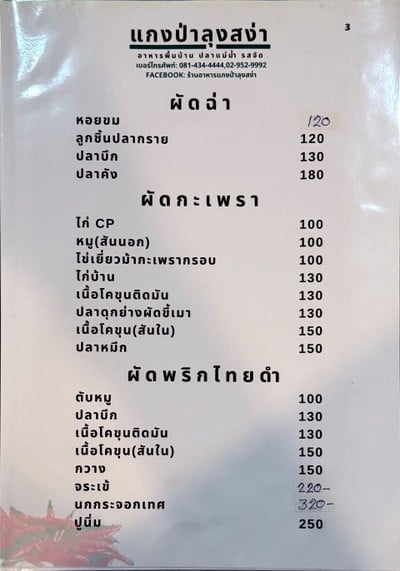 3
แกงป่าลุงสง่า
อาหารพื้นบ้าน ปลาแม่น้ำ รสจัด
เบอร์โทรศัพท์: 081-434-4444,02-952-9992
FACEBOOK: ร้านอาหารแกงป่าลุงสง่า
ผัดฉ่า
หอยขม 120
ลูกชิ้นปลากราย 120
ปลาบึก 130
ปลาคัง 180
ผัดกะเพรา
ไก่ CP 100
หมู(สันนอก) 100
ไข่เยี่ยวม้ากะเพรากรอบ 100
ไก่บ้าน 130
เนื้อโคขุนติดมัน 130
ปลาดุกย่างผัดขี้เมา 130
เนื้อโคขุน(สันใน) 150
ปลาหมึก 150
ผัดพริกไทยดำ
ตับหมู 100
ปลาบึก 130
เนื้อโคขุนติดมัน 130
เนื้อโคขุน(สันใน) 150
กวาง 150
จระเข้ 220-
นกกระจอกเทศ 320-
ปูนิ่ม 250